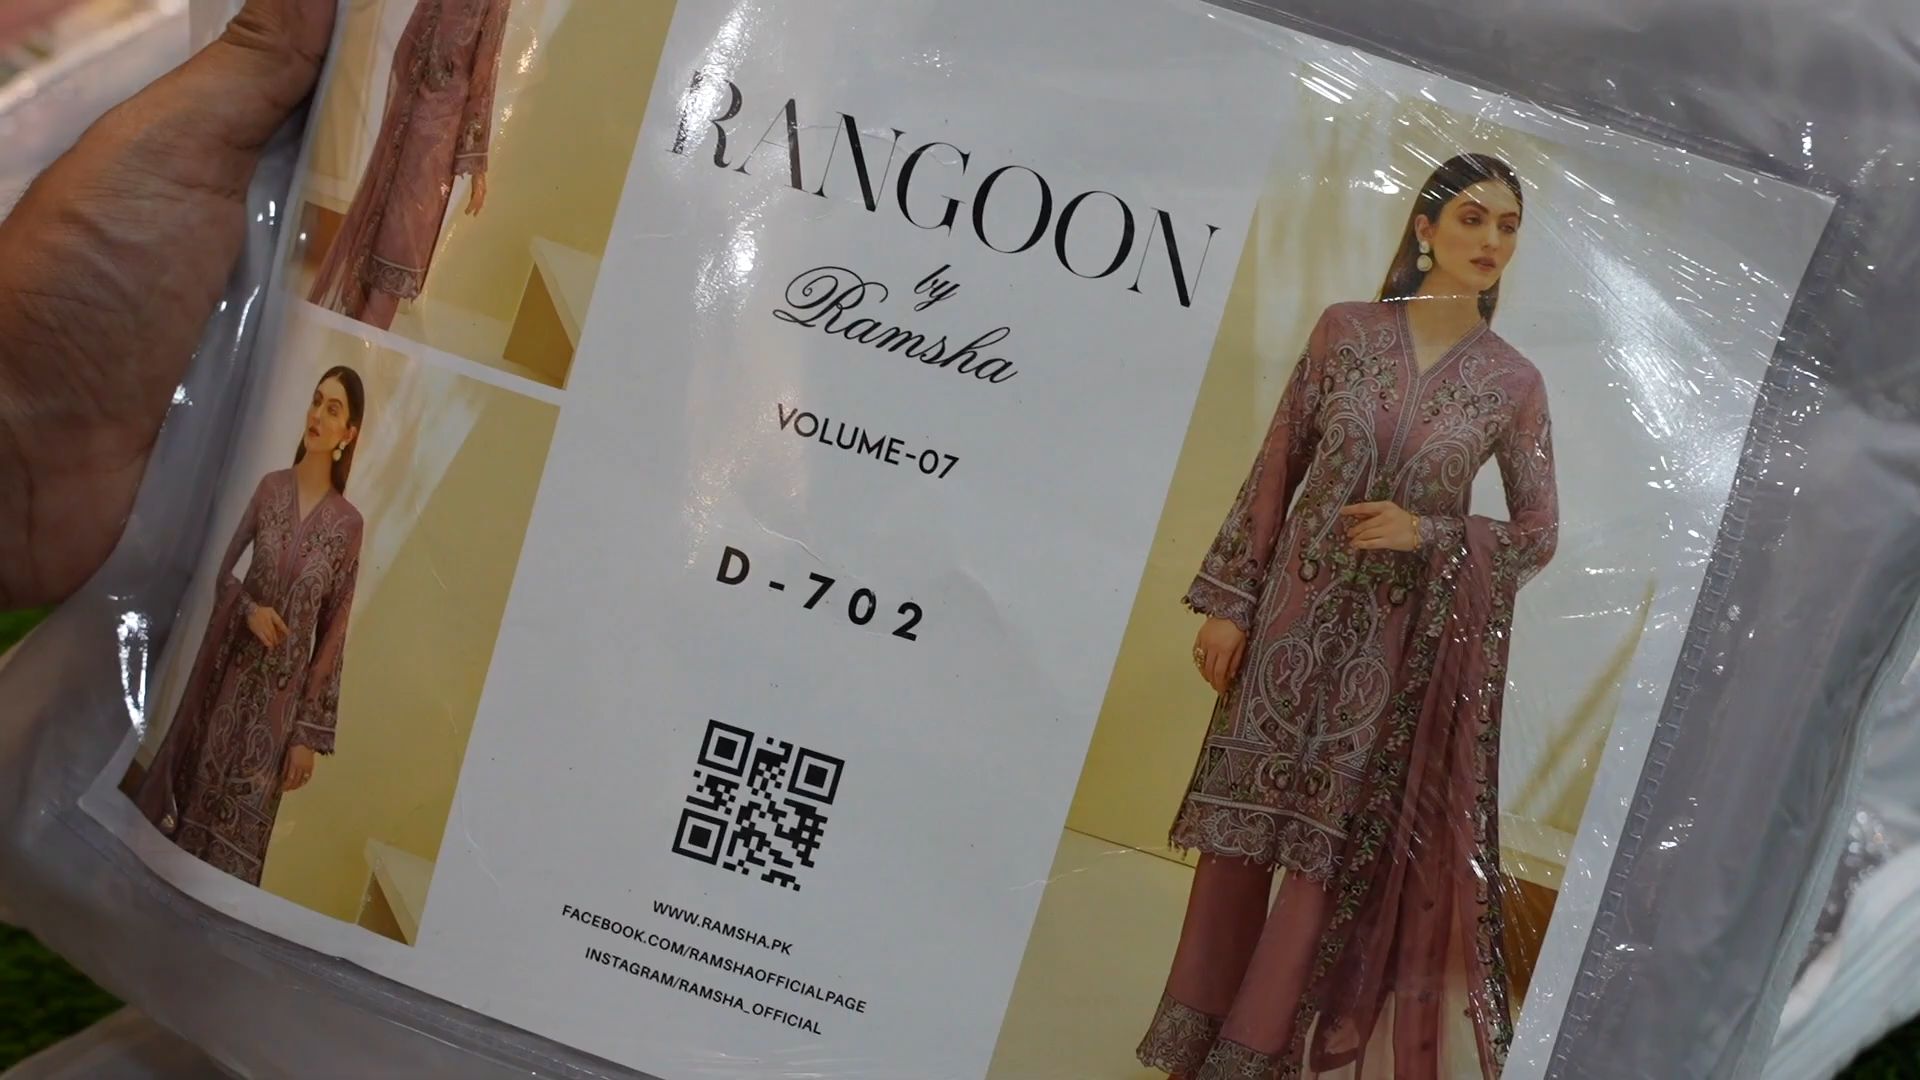 RANGOON
by
Ramsha
VOLUME-07
D-702
WWW.RAMSHA.PK
FACEBOOK.COM/RAMSHAOFFICIALPAGE
INSTAGRAM/RAMSHA_OFFICIAL